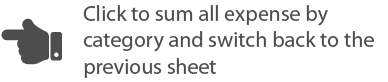 Click to sum all expense by
category and switch back to the
previous sheet